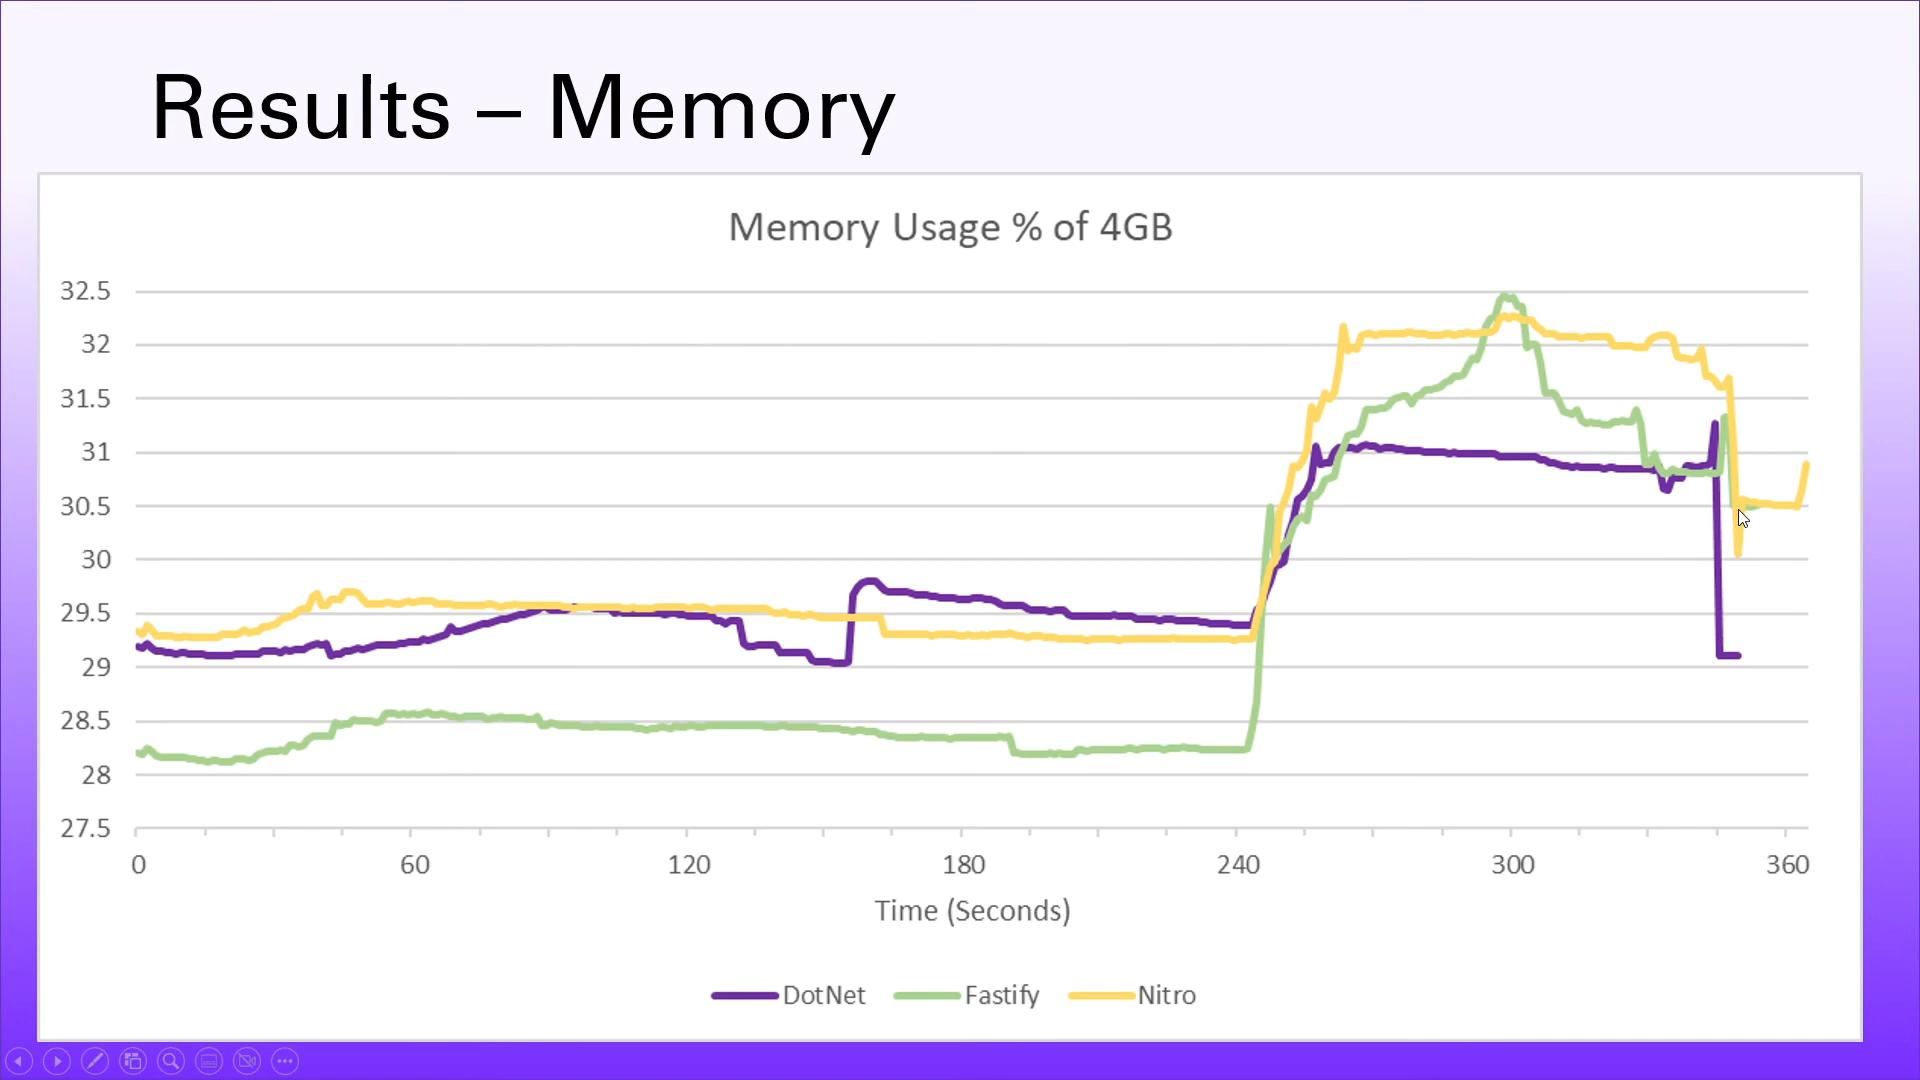 Results – Memory
Memory Usage % of 4GB
32.5
32
31.5
31
30.5
30
29.5
29
28.5
28
27.5
0 60 120 180 240 300 360
Time (Seconds)
DotNet Fastify Nitro